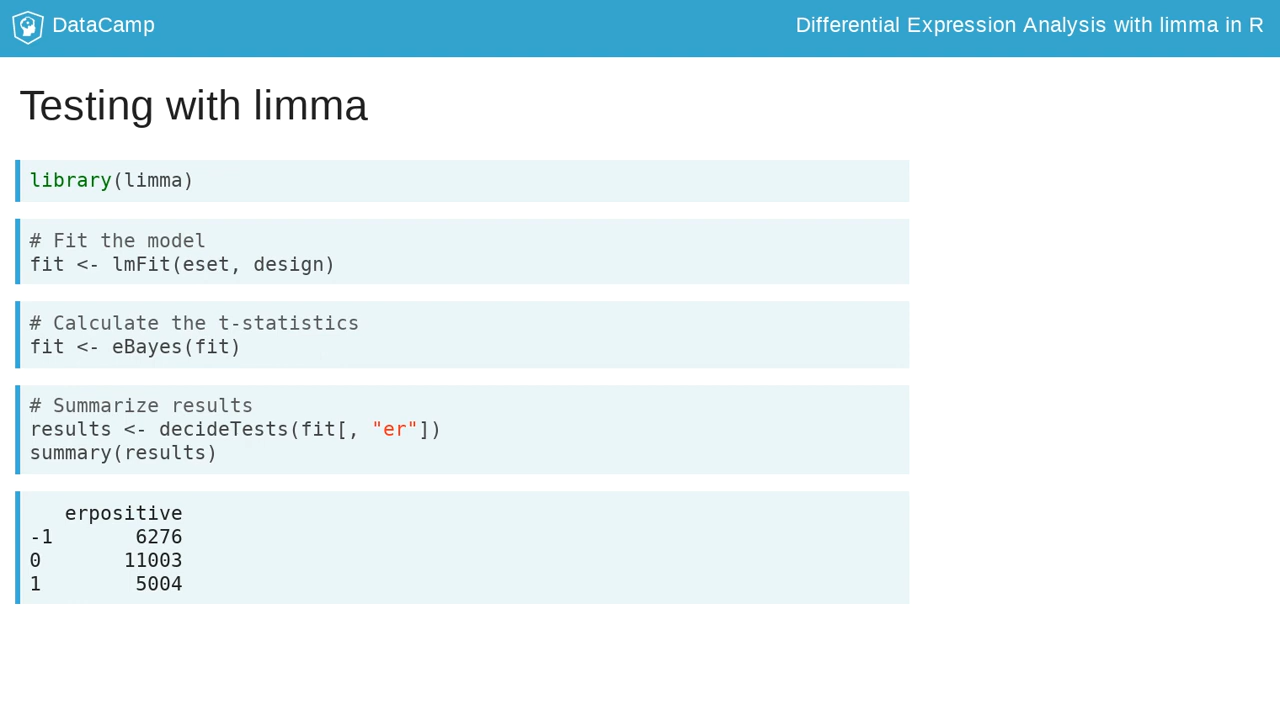 DataCamp
Differential Expression Analysis with limma in R
Testing with limma
library(limma)
# Fit the model
fit <- lmFit(eset, design)
# Calculate the t-statistics
fit <- eBayes(fit)
# Summarize results
results <- decideTests(fit[, "er"])
summary(results)
   erpositive
-1       6276
0       11003
1        5004